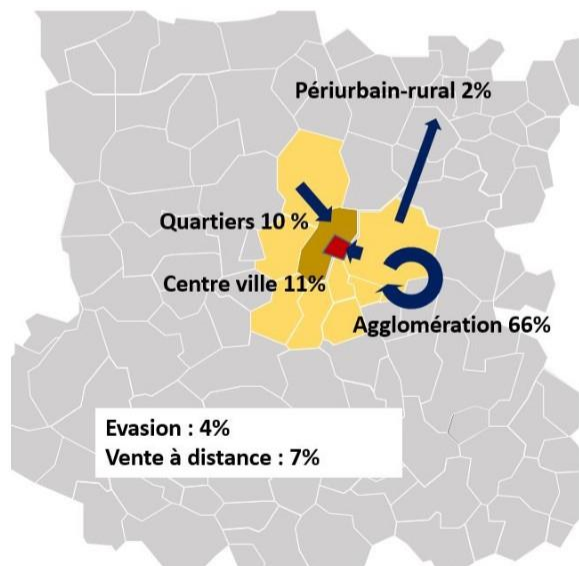 Périurbain-rural 2%
Quartiers 10 %
Centre ville 11%
Agglomération 66%
Evasion : 4%
Vente à distance : 7%